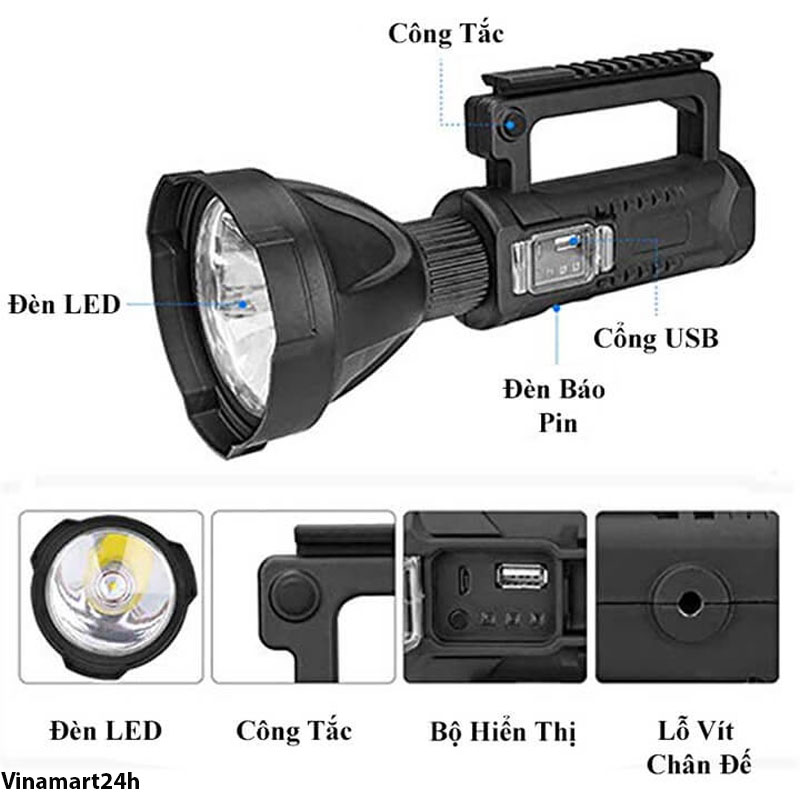 Công Tắc
Đèn LED
Cổng USB
Đèn Báo
Pin
Đèn LED
Công Tắc
Bộ Hiển Thị
Lỗ Vít
Chân Đế
Vinamart24h